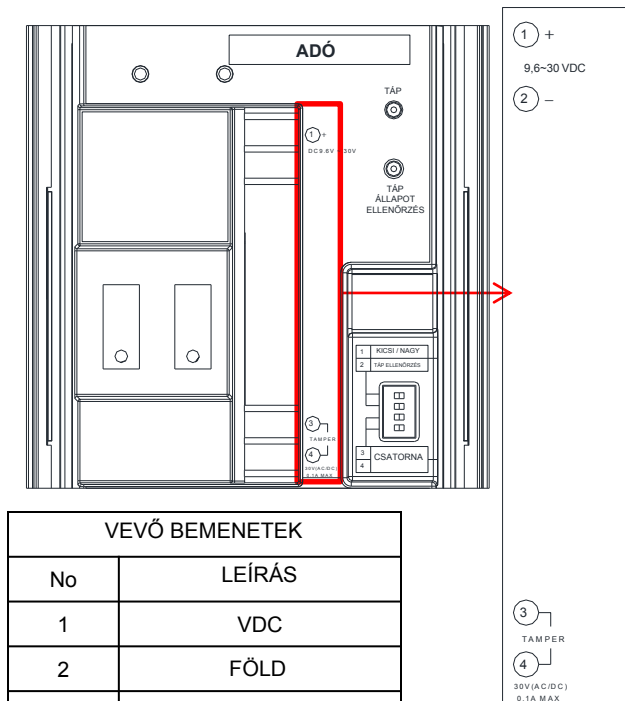 ADÓ
TÁP
1 +
DC9.6V ~ 30V
TÁP
ÁLLAPOT
ELLENŐRZÉS
1 KICSI / NAGY
2 TÁP ELLENŐRZÉS
3
TAMPER
4
30V(AC/DC)
0.1A MAX
3
4
CSATORNA
1 +
9,6~30 VDC
2 –
3
TAMPER
4
30V(AC/DC)
0.1A MAX
VEVŐ BEMENETEK
No LEÍRÁS
1 VDC
2 FÖLD